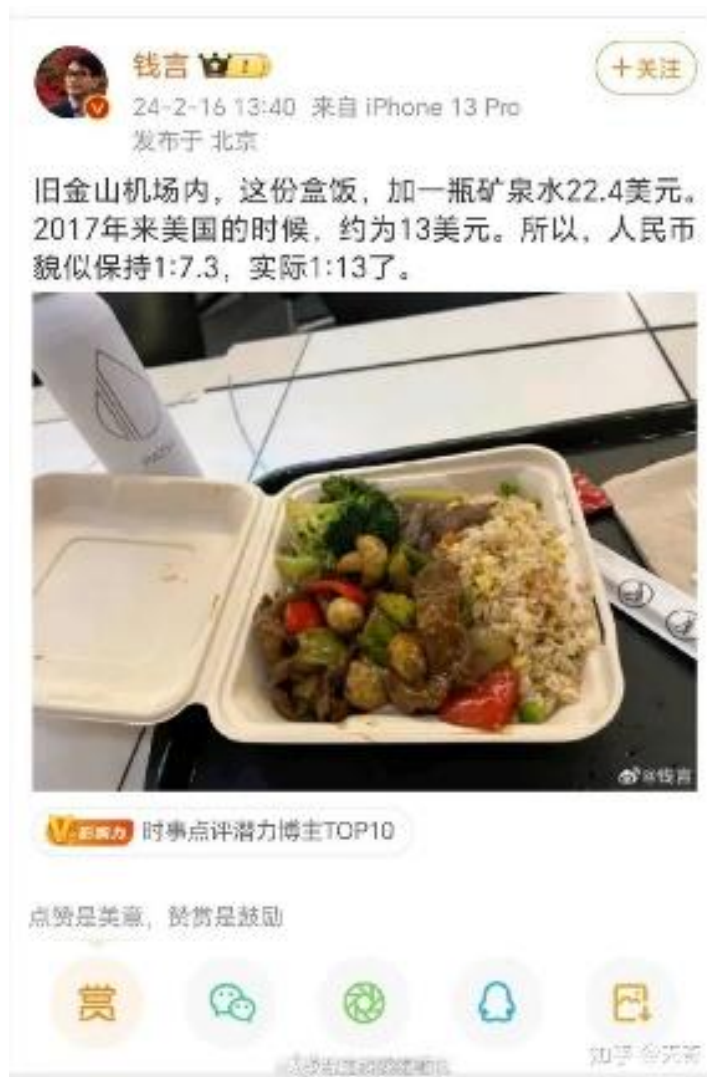 钱言
+关注
24-2-16 13:40 来自 iPhone 13 Pro
发布于 北京
旧金山机场内，这份盒饭，加一瓶矿泉水22.4美元。
2017年来美国的时候，约为13美元。所以，人民币
貌似保持1:7.3，实际1:13了。
PATH
@钱言
V影响力 时事点评潜力博主TOP10
点赞是美意，赞赏是鼓励
赏
知乎